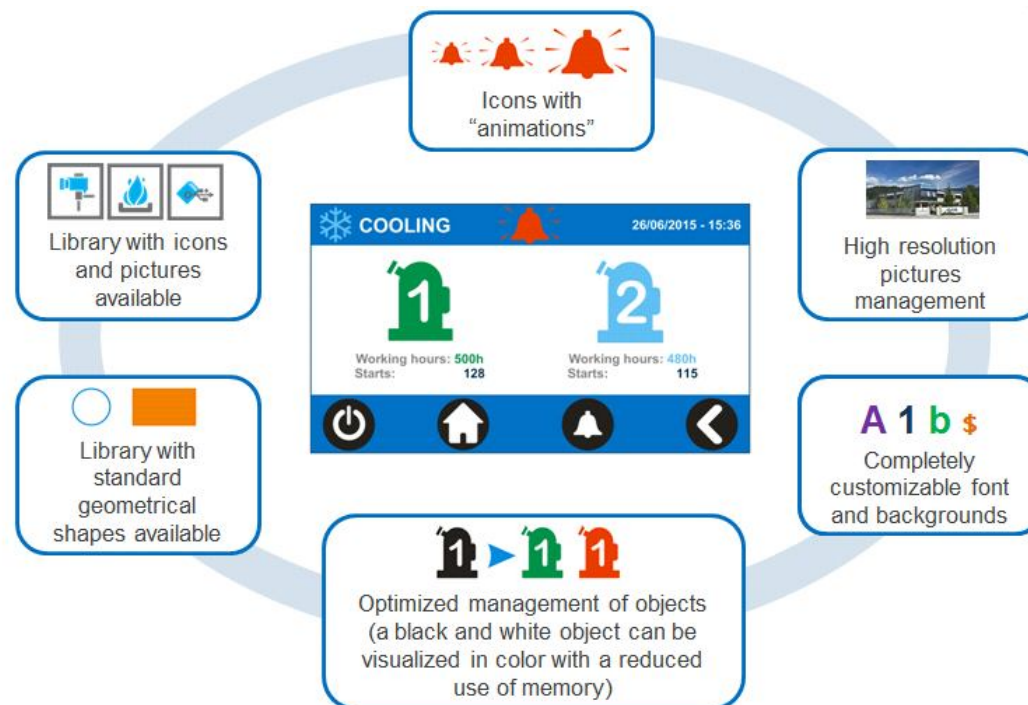 Icons with
“animations”
Library with icons
and pictures
available
High resolution
pictures
management
COOLING
26/06/2015 - 15:36
1
2
Working hours: 500h
Starts: 128
Working hours: 480h
Starts: 115
Library with
standard
geometrical
shapes available
A 1 b $
Completely
customizable font
and backgrounds
1 1 1
Optimized management of objects
(a black and white object can be
visualized in color with a reduced
use of memory)